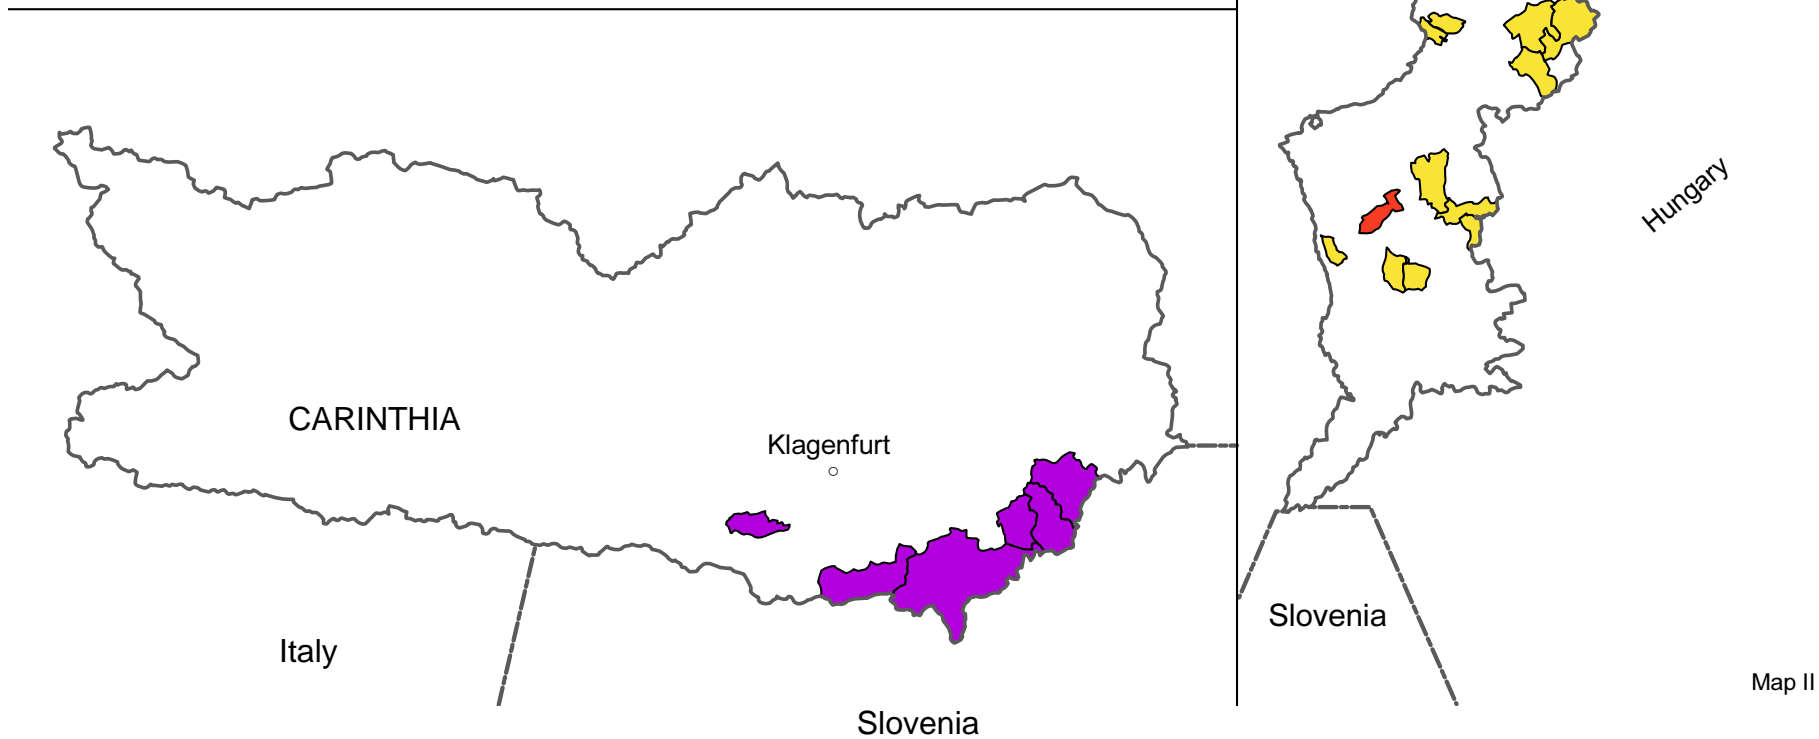 Hungary
CARINTHIA
Klagenfurt
Slovenia
Italy
Map II
Slovenia